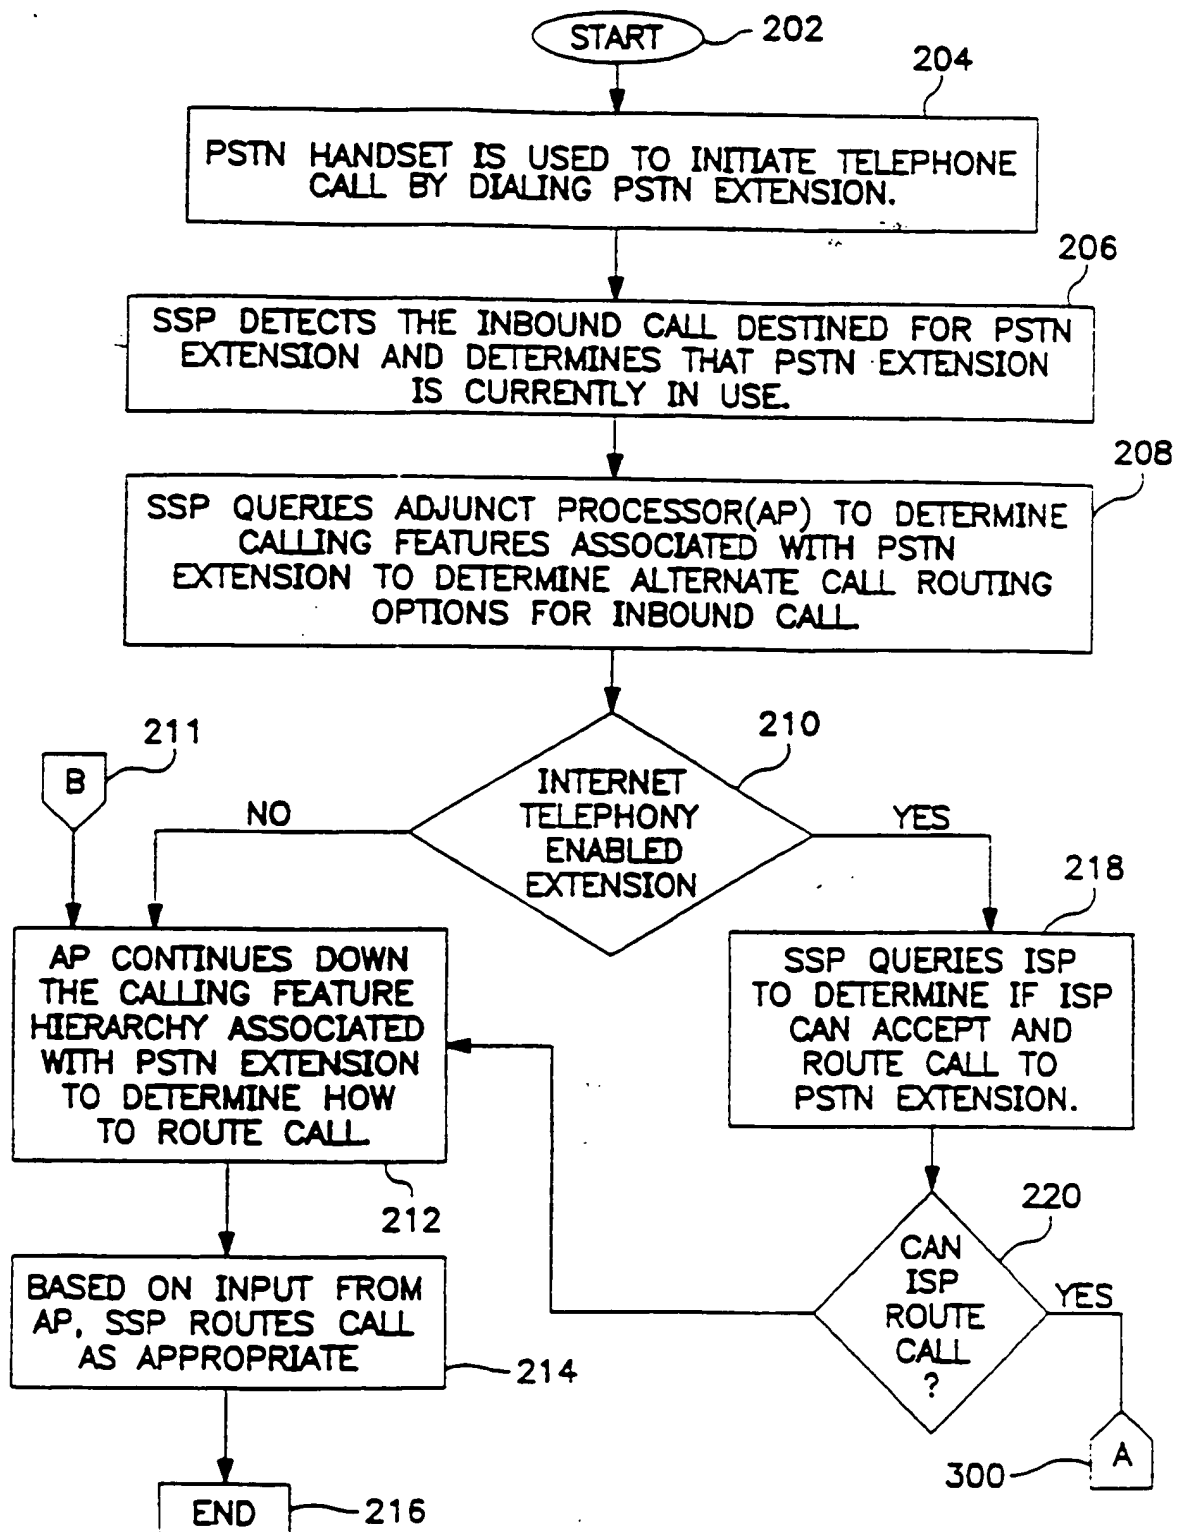 START
202
204
PSTN HANDSET IS USED TO INITIATE TELEPHONE
CALL BY DIALING PSTN EXTENSION.
206
SSP DETECTS THE INBOUND CALL DESTINED FOR PSTN
EXTENSION AND DETERMINES THAT PSTN EXTENSION
IS CURRENTLY IN USE.
208
SSP QUERIES ADJUNCT PROCESSOR(AP) TO DETERMINE
CALLING FEATURES ASSOCIATED WITH PSTN
EXTENSION TO DETERMINE ALTERNATE CALL ROUTING
OPTIONS FOR INBOUND CALL.
211
B
210
INTERNET
TELEPHONY
ENABLED
EXTENSION
NO
YES
218
AP CONTINUES DOWN
THE CALLING FEATURE
HIERARCHY ASSOCIATED
WITH PSTN EXTENSION
TO DETERMINE HOW
TO ROUTE CALL.
212
SSP QUERIES ISP
TO DETERMINE IF ISP
CAN ACCEPT AND
ROUTE CALL TO
PSTN EXTENSION.
220
CAN
ISP
ROUTE
CALL
?
YES
BASED ON INPUT FROM
AP, SSP ROUTES CALL
AS APPROPRIATE
214
A
300
END
216